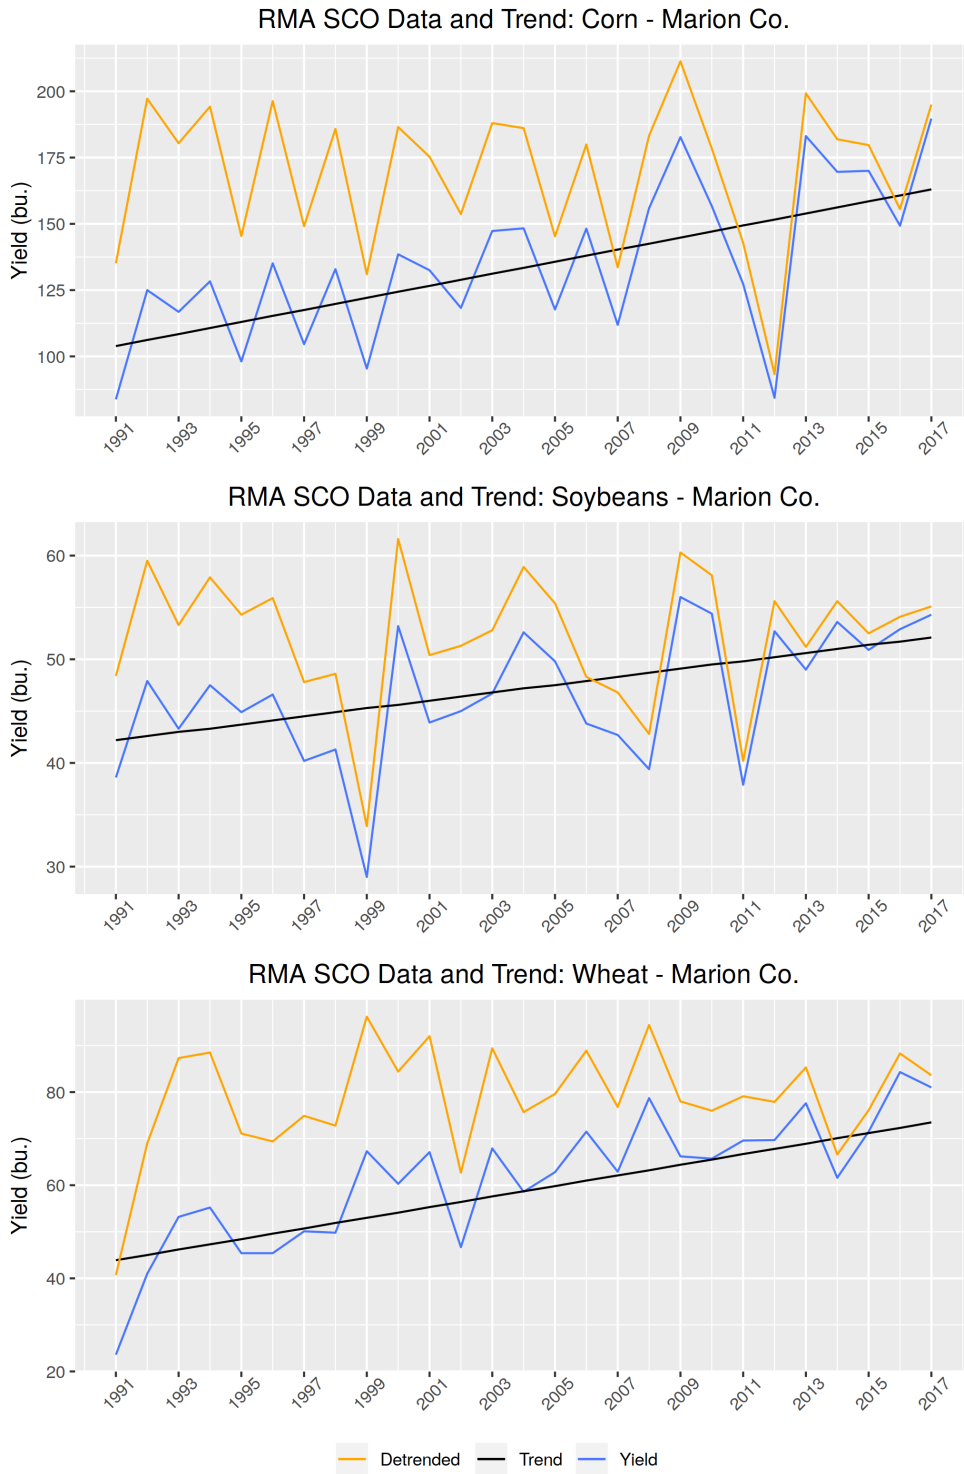 RMA SCO Data and Trend: Corn - Marion Co.
Yield (bu.)
200
175
150
125
100
1991 1993 1995 1997 1999 2001 2003 2005 2007 2009 2011 2013 2015 2017
RMA SCO Data and Trend: Soybeans - Marion Co.
Yield (bu.)
60
50
40
30
1991 1993 1995 1997 1999 2001 2003 2005 2007 2009 2011 2013 2015 2017
RMA SCO Data and Trend: Wheat - Marion Co.
Yield (bu.)
80
60
40
20
1991 1993 1995 1997 1999 2001 2003 2005 2007 2009 2011 2013 2015 2017
Detrended Trend Yield